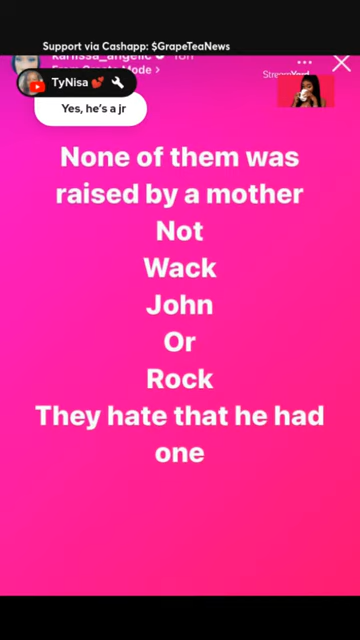 Support via Cashapp: $GrapeTeaNews
TyNisa
Yes, he's a jr
None of them was
raised by a mother
Not
Wack
John
Or
Rock
They hate that he had
one